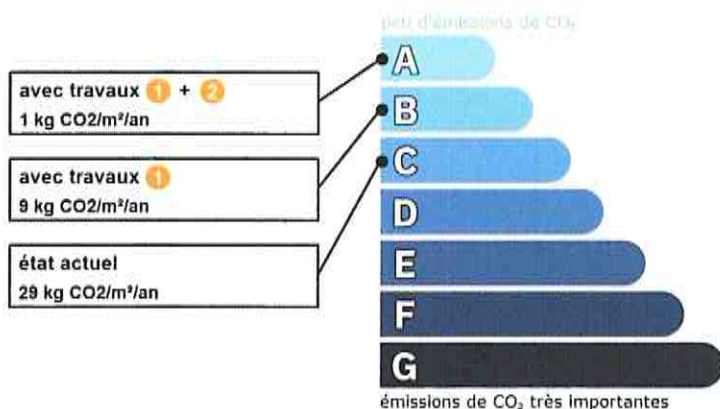 peu d'émissions de CO₂
A
avec travaux 1 + 2
1 kg CO2/m²/an
B
avec travaux 1
9 kg CO2/m²/an
C
D
état actuel
29 kg CO2/m²/an
E
F
G
émissions de CO₂ très importantes